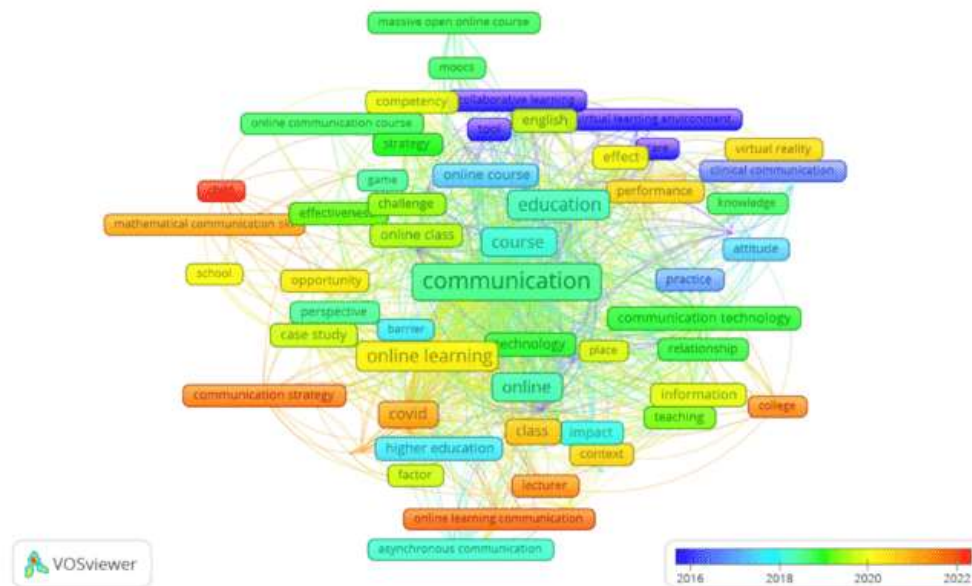 massive open online course
moocs
competency
collaborative learning
online communication course
tool
english
virtual learning environment
strategy
effect
virtual reality
game
online course
clinical communication
child
performance
effectiveness
challenge
education
knowledge
mathematical communication skill
online class
course
attitude
school
opportunity
communication
practice
perspective
communication technology
case study
barrier
technology
place
relationship
online learning
online
communication strategy
information
covid
teaching
college
class
impact
higher education
context
factor
lecturer
online learning communication
asynchronous communication
VOSviewer
2016 2018 2020 2022